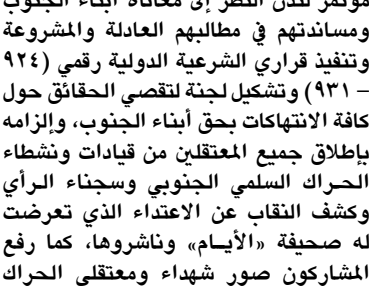 مؤتمر لندن النظر إلى معاناة أبناء الجنوب
ومساندتهم في مطالبهم العادلة والمشروعة
وتنفيذ قراري الشرعية الدولية رقمي (٩٢٤
– ٩٣١) وتشكيل لجنة لتقصي الحقائق حول
كافة الانتهاكات بحق أبناء الجنوب، وإلزامه
بإطلاق جميع المعتقلين من قيادات ونشطاء
الحراك السلمي الجنوبي وسجناء الرأي
وكشف النقاب عن الاعتداء الذي تعرضت
له صحيفة «الأيام» وناشروها، كما رفع
المشاركون صور شهداء ومعتقلي الحراك